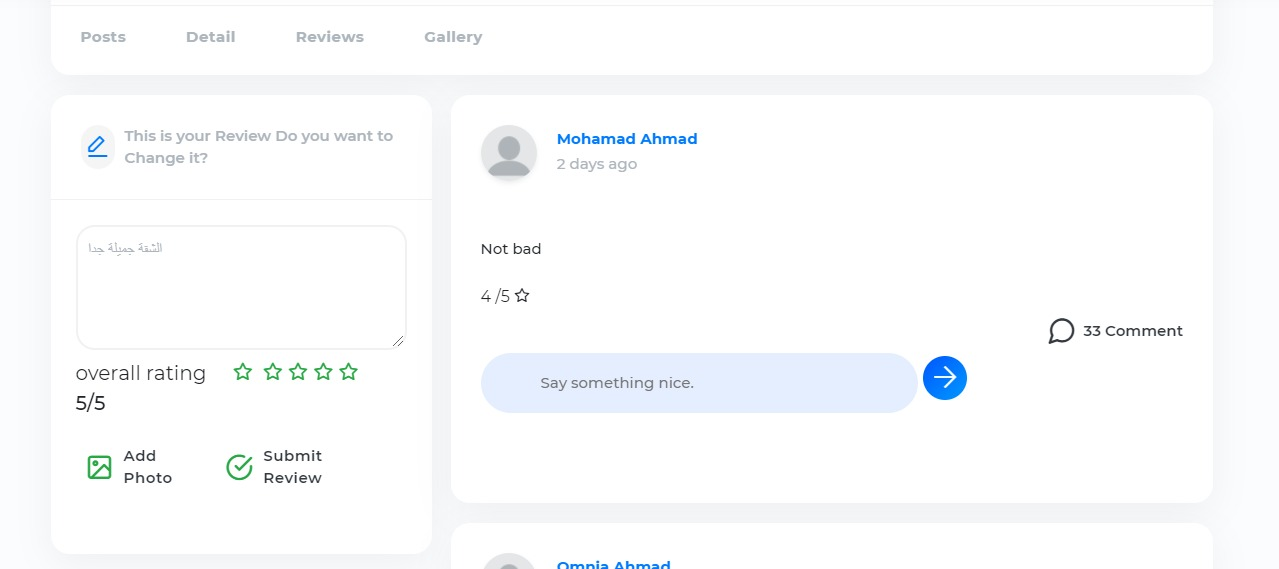 Posts Detail Reviews Gallery
This is your Review Do you want to
Change it?
الشقة جميلة جدا
overall rating
5/5
Add
Photo
Submit
Review
Mohamad Ahmad
2 days ago
Not bad
4 /5
33 Comment
Say something nice.
Omnia Ahmad